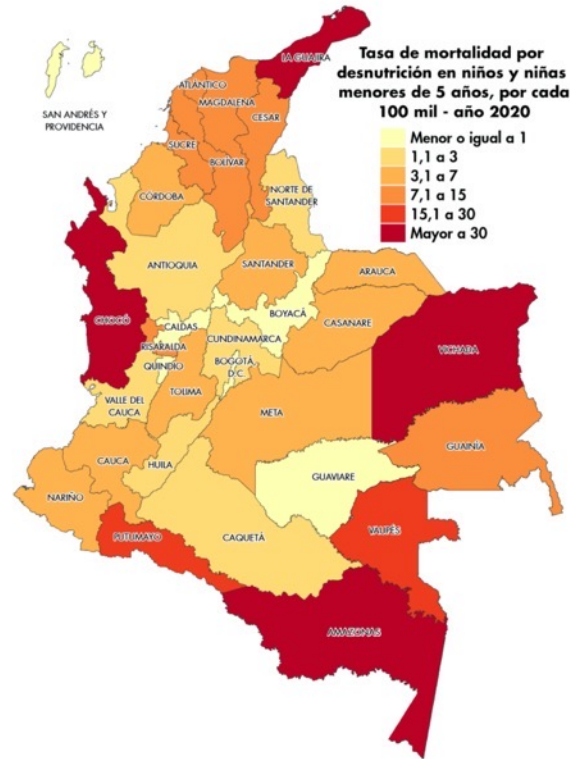 Tasa de mortalidad por
desnutrición en niños y niñas
menores de 5 años, por cada
100 mil - año 2020
Menor o igual a 1
1,1 a 3
3,1 a 7
7,1 a 15
15,1 a 30
Mayor a 30
LA GUAJIRA
SAN ANDRÉS Y
PROVIDENCIA
ATLÁNTICO
MAGDALENA
CESAR
SUCRE
BOLÍVAR
CÓRDOBA
NORTE DE
SANTANDER
ANTIOQUIA
SANTANDER
ARAUCA
CHOCÓ
BOYACÁ
CASANARE
CALDAS
RISARALDA
CUNDINAMARCA
VICHADA
QUINDÍO
BOGOTÁ,
D.C.
VALLE DEL
CAUCA
TOLIMA
META
GUAINÍA
CAUCA
HUILA
GUAVIARE
NARIÑO
PUTUMAYO
CAQUETÁ
VAUPÉS
AMAZONAS